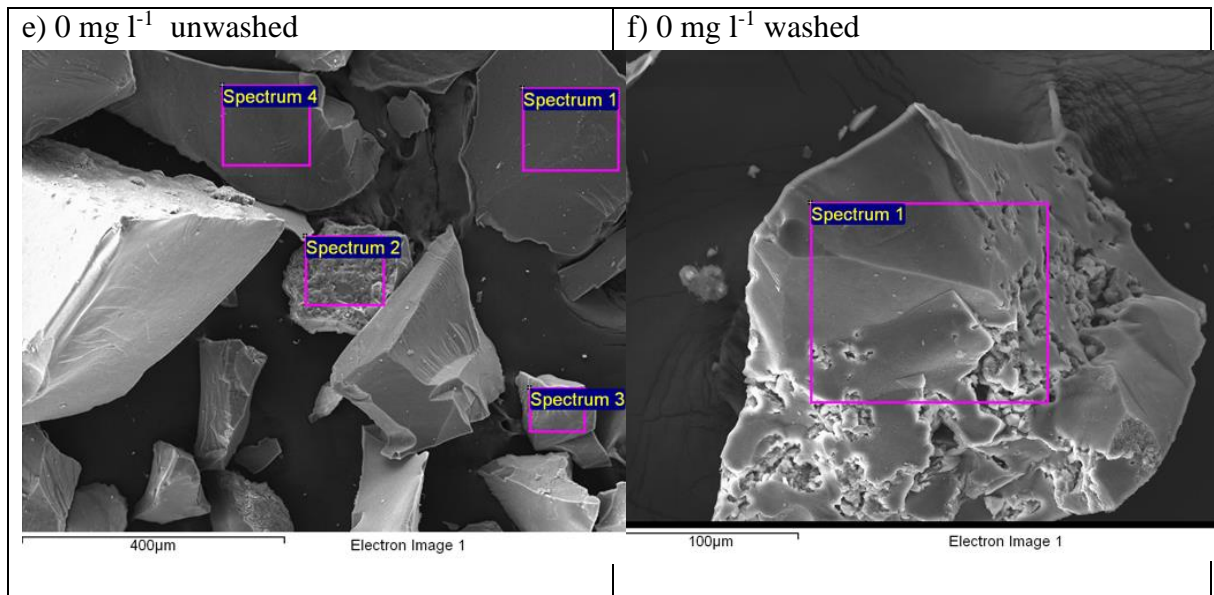 e) 0 mg l-1 unwashed
f) 0 mg l-1 washed
Spectrum 4
Spectrum 1
Spectrum 2
Spectrum 3
400µm
Electron Image 1
Spectrum 1
100µm
Electron Image 1